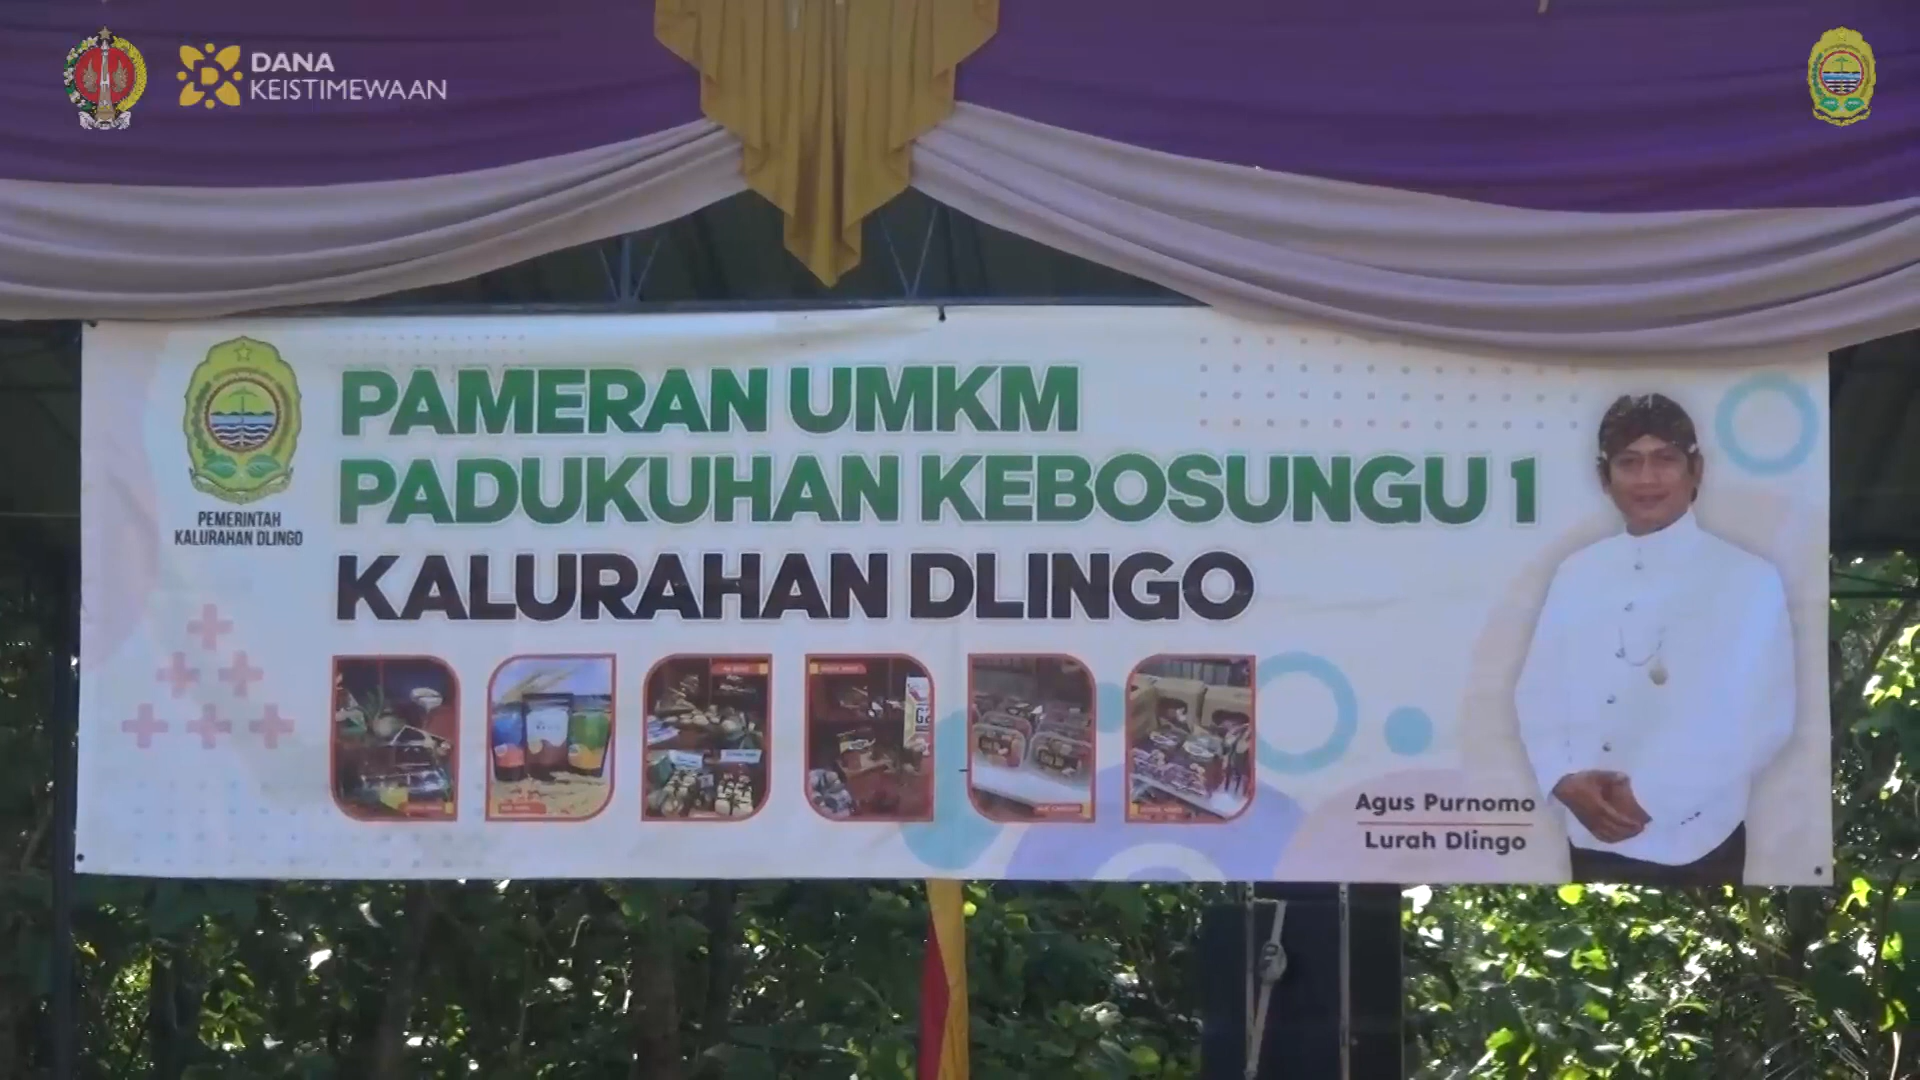 DANA
KEISTIMEWAAN
PAMERAN UMKM
PADUKUHAN KEBOSUNGU 1
KALURAHAN DLINGO
PEMERINTAH
KALURAHAN DLINGO
Agus Purnomo
Lurah Dlingo